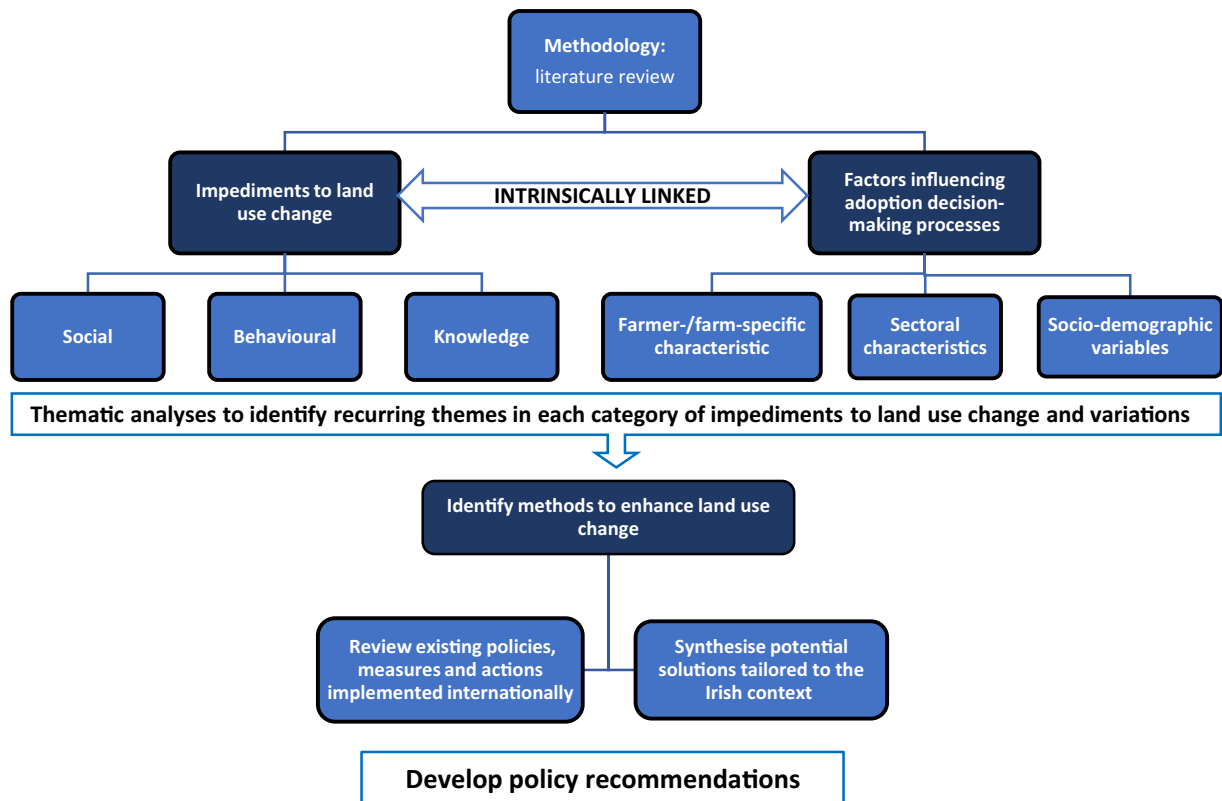 Methodology:
literature review
Impediments to land
use change
INTRINSICALLY LINKED
Factors influencing
adoption decision-
making processes
Social
Behavioural
Knowledge
Farmer-/farm-specific
characteristic
Sectoral
characteristics
Socio-demographic
variables
Thematic analyses to identify recurring themes in each category of impediments to land use change and variations
Identify methods to enhance land use
change
Review existing policies,
measures and actions
implemented internationally
Synthesise potential
solutions tailored to the
Irish context
Develop policy recommendations